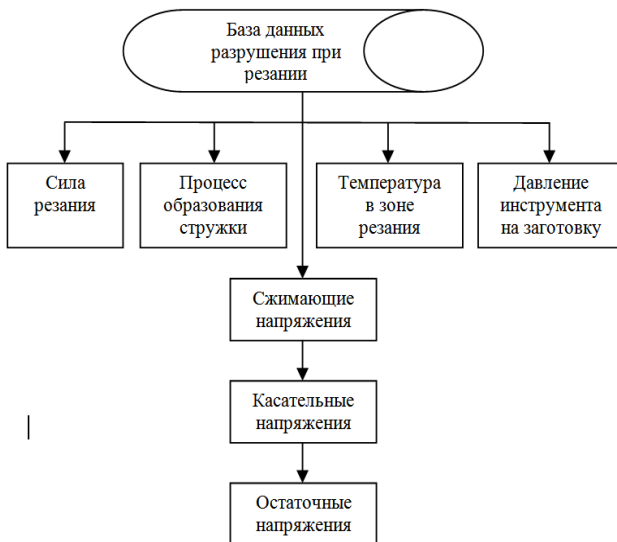 База данных
разрушения при
резании
Сила
резания
Процесс
образования
стружки
Температура
в зоне
резания
Давление
инструмента
на заготовку
Сжимающие
напряжения
Касательные
напряжения
Остаточные
напряжения